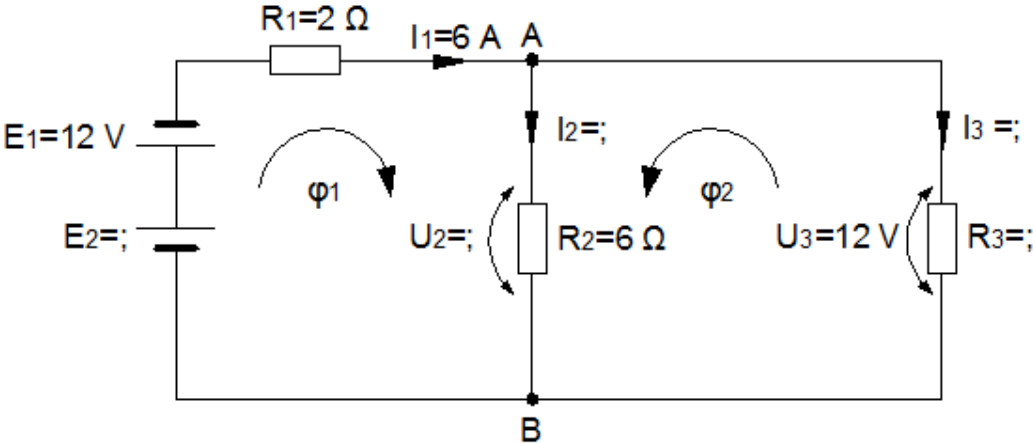 R1=2 Ω
I1=6 A
A
E1=12 V
I2=;
I3 =;
φ1
φ2
E2=;
U2=;
R2=6 Ω
U3=12 V
R3=;
B